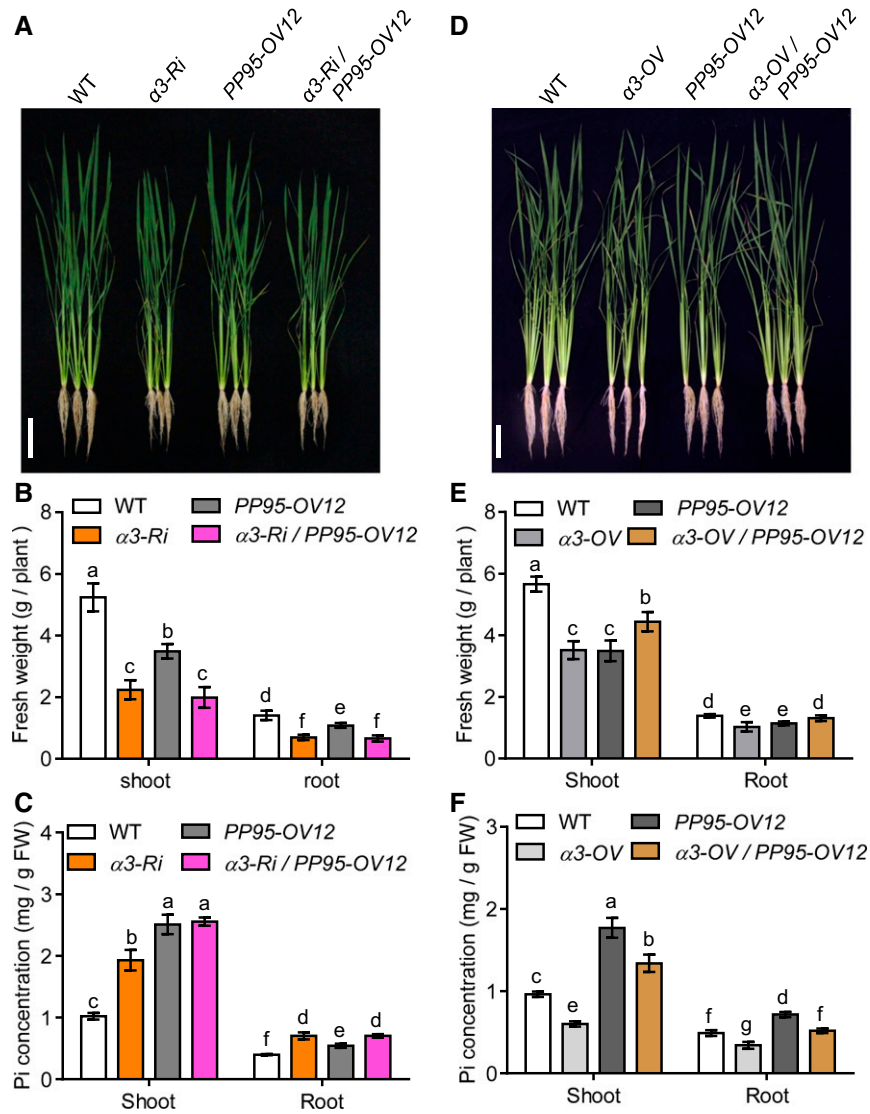 A
WT
α3-Ri
PP95-OV12
α3-Ri /
PP95-OV12
B
WT
PP95-OV12
α3-Ri
α3-Ri / PP95-OV12
Fresh weight (g / plant )
8
6
4
2
0
a
c
b
c
d
f
e
f
shoot
root
C
WT
PP95-OV12
α3-Ri
α3-Ri / PP95-OV12
Pi concentration (mg / g FW)
4
3
2
1
0
c
b
a
a
f
d
e
d
Shoot
Root
D
WT
α3-OV
PP95-OV12
α3-OV /
PP95-OV12
E
WT
PP95-OV12
α3-OV
α3-OV / PP95-OV12
Fresh weight (g / plant)
8
6
4
2
0
a
c
c
b
d
e
e
d
Shoot
Root
F
WT
PP95-OV12
α3-OV
α3-OV / PP95-OV12
Pi concentration (mg / g FW)
3
2
1
0
c
e
a
b
f
g
d
f
Shoot
Root